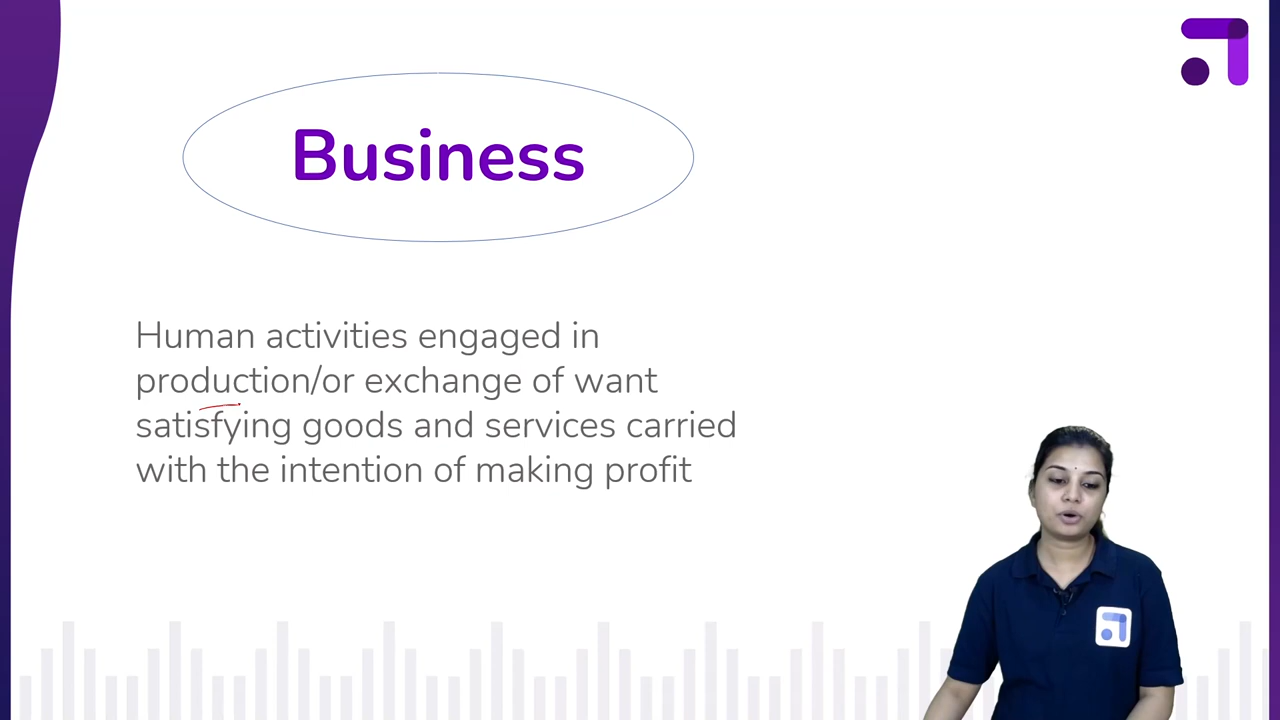 Business
Human activities engaged in
production/or exchange of want
satisfying goods and services carried
with the intention of making profit